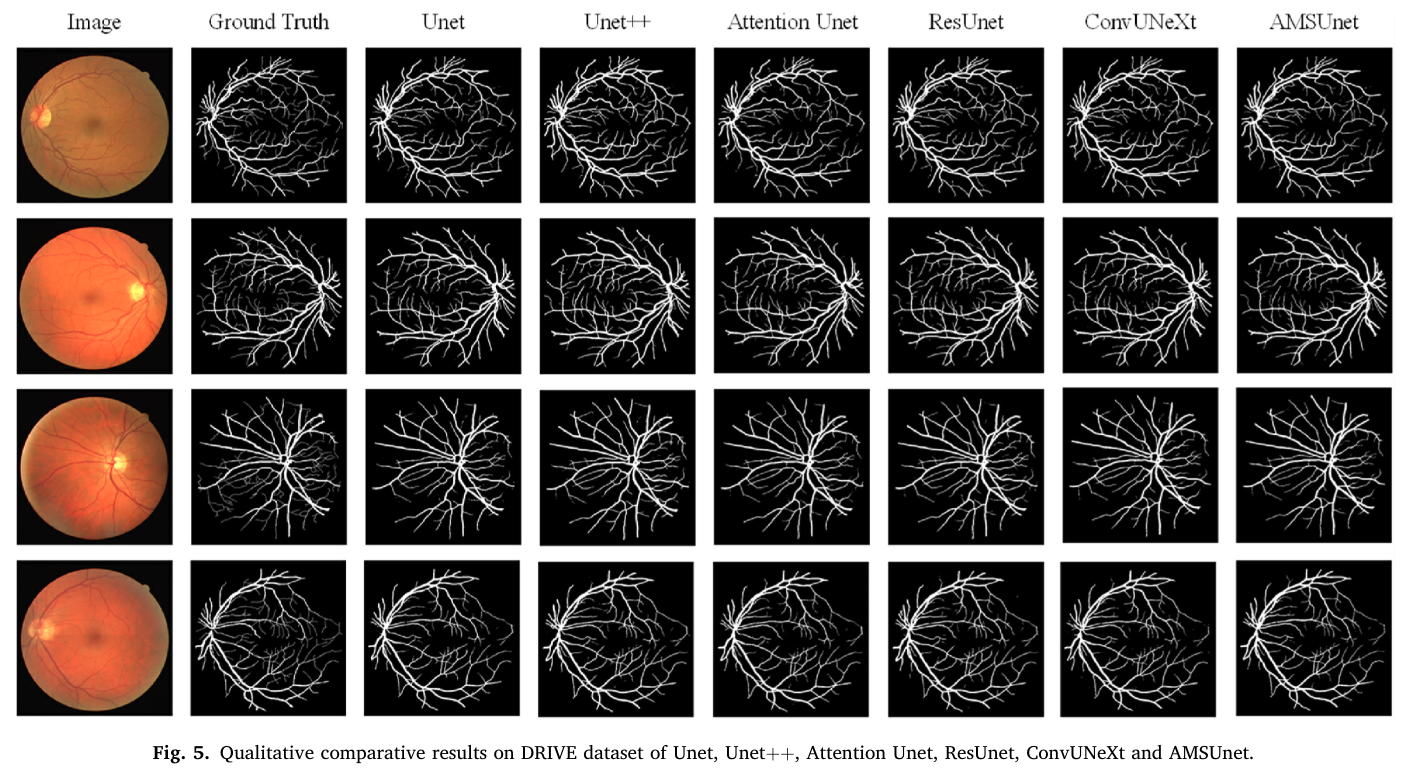 Image Ground Truth Unet Unet++ Attention Unet ResUnet ConvUNeXt AMSUnet
Fig. 5. Qualitative comparative results on DRIVE dataset of Unet, Unet++, Attention Unet, ResUnet, ConvUNeXt and AMSUnet.